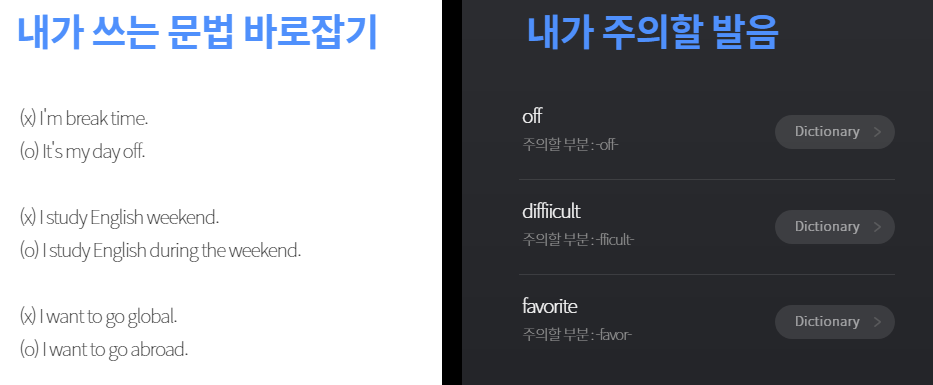 내가 쓰는 문법 바로잡기
(x) I'm break time.
(o) It's my day off.
(x) I study English weekend.
(o) I study English during the weekend.
(x) I want to go global.
(o) I want to go abroad.
내가 주의할 발음
off
주의할 부분 : -off-
Dictionary
diffiicult
주의할 부분 : -fficult-
Dictionary
favorite
주의할 부분 : -favor-
Dictionary